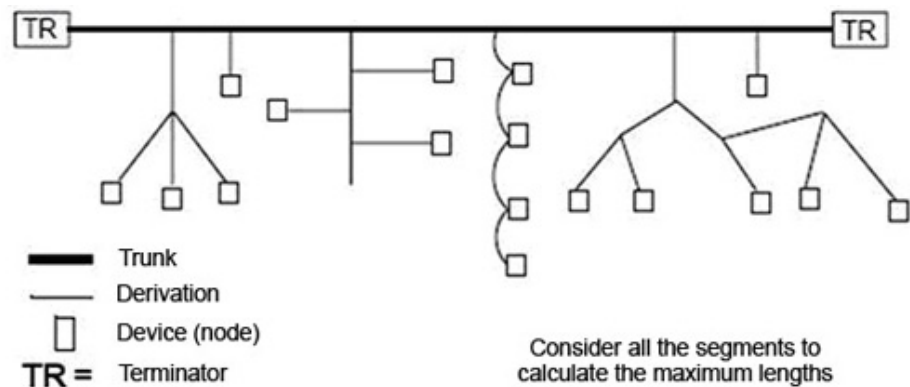 TR TR
Trunk
Derivation
Device (node)
TR = Terminator
Consider all the segments to
calculate the maximum lengths